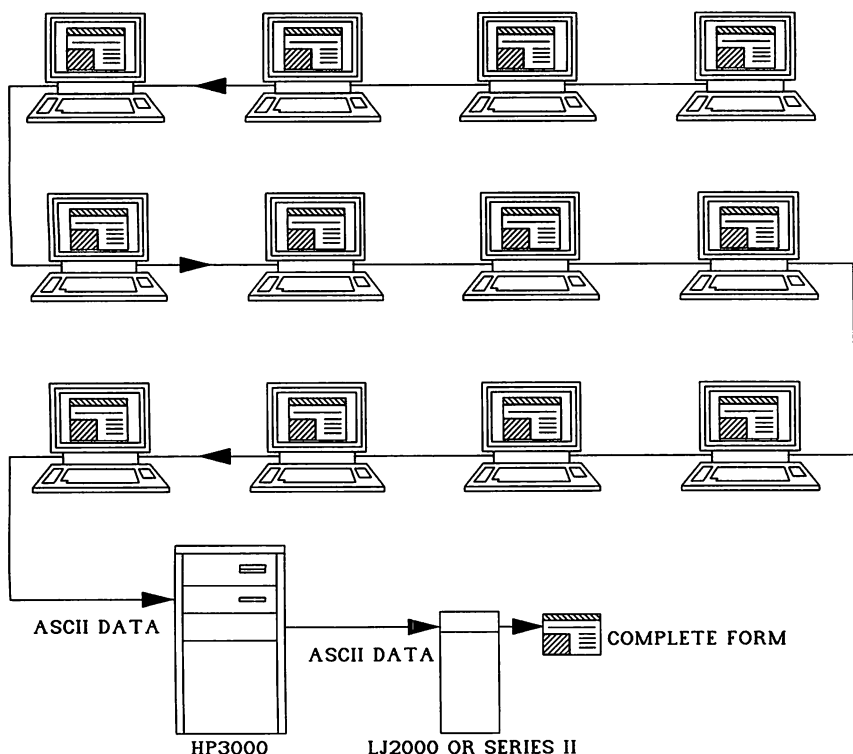 ASCII DATA
ASCII DATA
COMPLETE FORM
HP3000
LJ2000 OR SERIES II